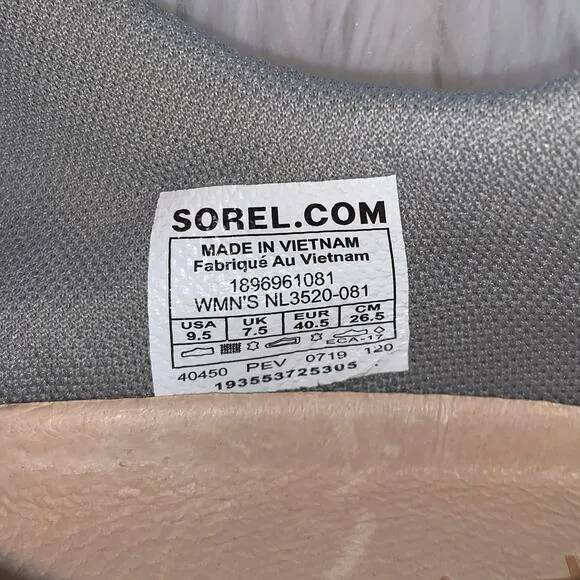 SOREL.COM
MADE IN VIETNAM
Fabriqué Au Vietnam
1896961081
WMN'S NL3520-081
USA UK EUR CM
9.5 7.5 40.5 26.5
ECA-17
40450 PEV 0719 120
193553725305